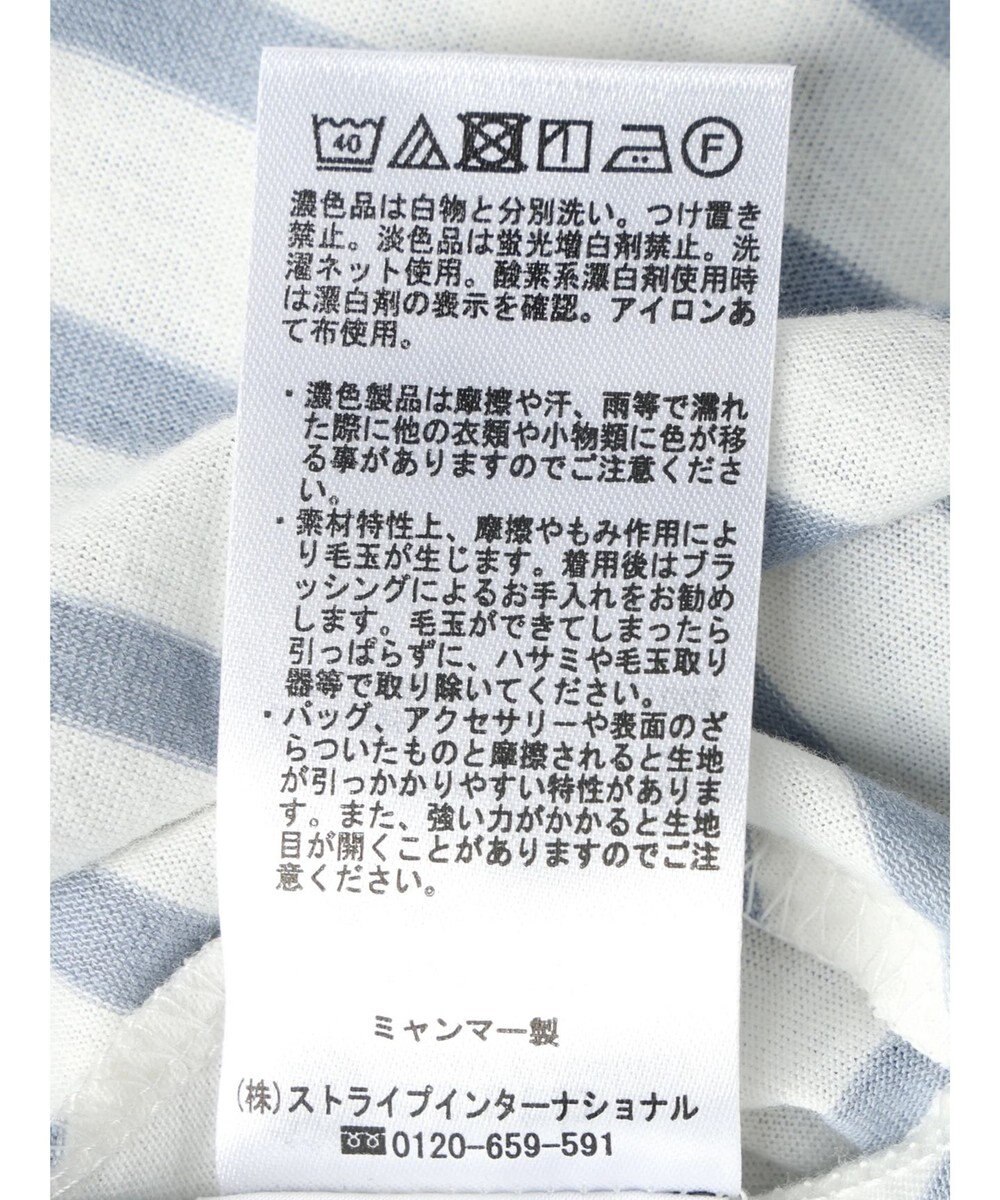 40 F
濃色品は白物と分別洗い。つけ置き
禁止。淡色品は蛍光増白剤禁止。洗
濯ネット使用。酸素系漂白剤使用時
は漂白剤の表示を確認。アイロンあ
て布使用。
・濃色製品は摩擦や汗、雨等で濡れ
た際に他の衣類や小物類に色が移
る事がありますのでご注意くださ
い。
・素材特性上、摩擦やもみ作用によ
り毛玉が生じます。着用後はブラ
ッシングによるお手入れをお勧め
します。毛玉ができてしまったら
引っぱらずに、ハサミや毛玉取り
器等で取り除いてください。
・バッグ、アクセサリーや表面のざ
らついたものと摩擦されると生地
が引っかかりやすい特性がありま
す。また、強い力がかかると生地
目が開くことがありますのでご注
意ください。
ミャンマー製
(株)ストライプインターナショナル
0120-659-591